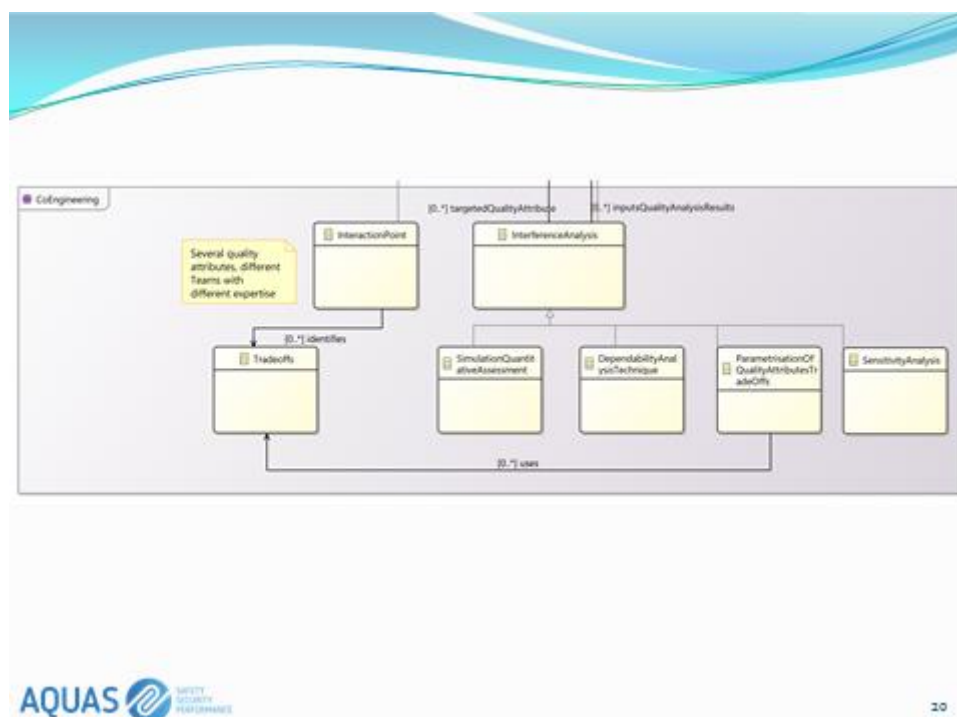 CoEngineering
[0..*] targetedQualityAttribute
[0..*] inputsQualityAnalysisResults
InteractionPoint
InterferenceAnalysis
Several quality
attributes, different
Teams with
different expertise
[0..*] identifies
Tradeoffs
SimulationQuantit
ativeAssessment
DependabilityAnal
ysisTechnique
ParametrisationOf
QualityAttributesTr
adeOffs
SensitivityAnalysis
[0..*] uses
AQUAS
SAFETY
SECURITY
PERFORMANCE
20